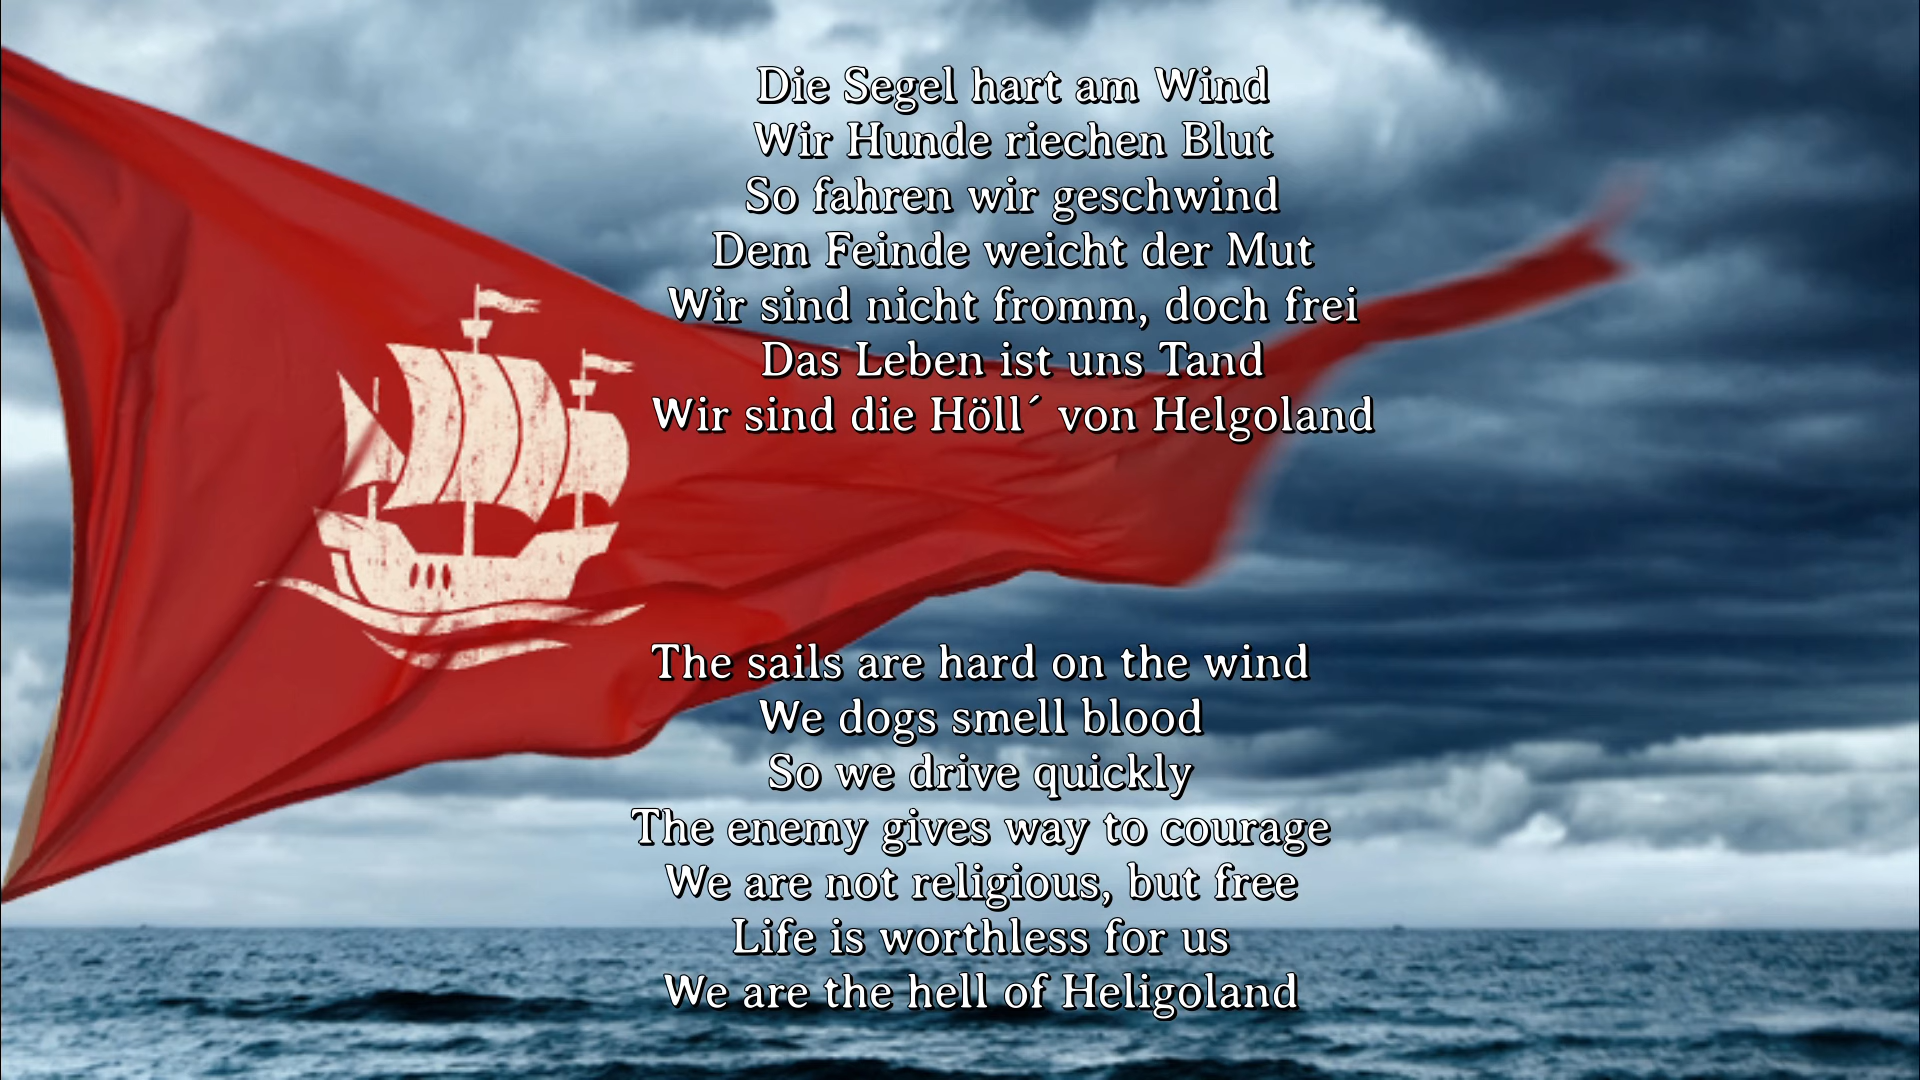 Die Segel hart am Wind
Wir Hunde riechen Blut
So fahren wir geschwind
Dem Feinde weicht der Mut
Wir sind nicht fromm, doch frei
Das Leben ist uns Tand
Wir sind die Höll´ von Helgoland
The sails are hard on the wind
We dogs smell blood
So we drive quickly
The enemy gives way to courage
We are not religious, but free
Life is worthless for us
We are the hell of Heligoland